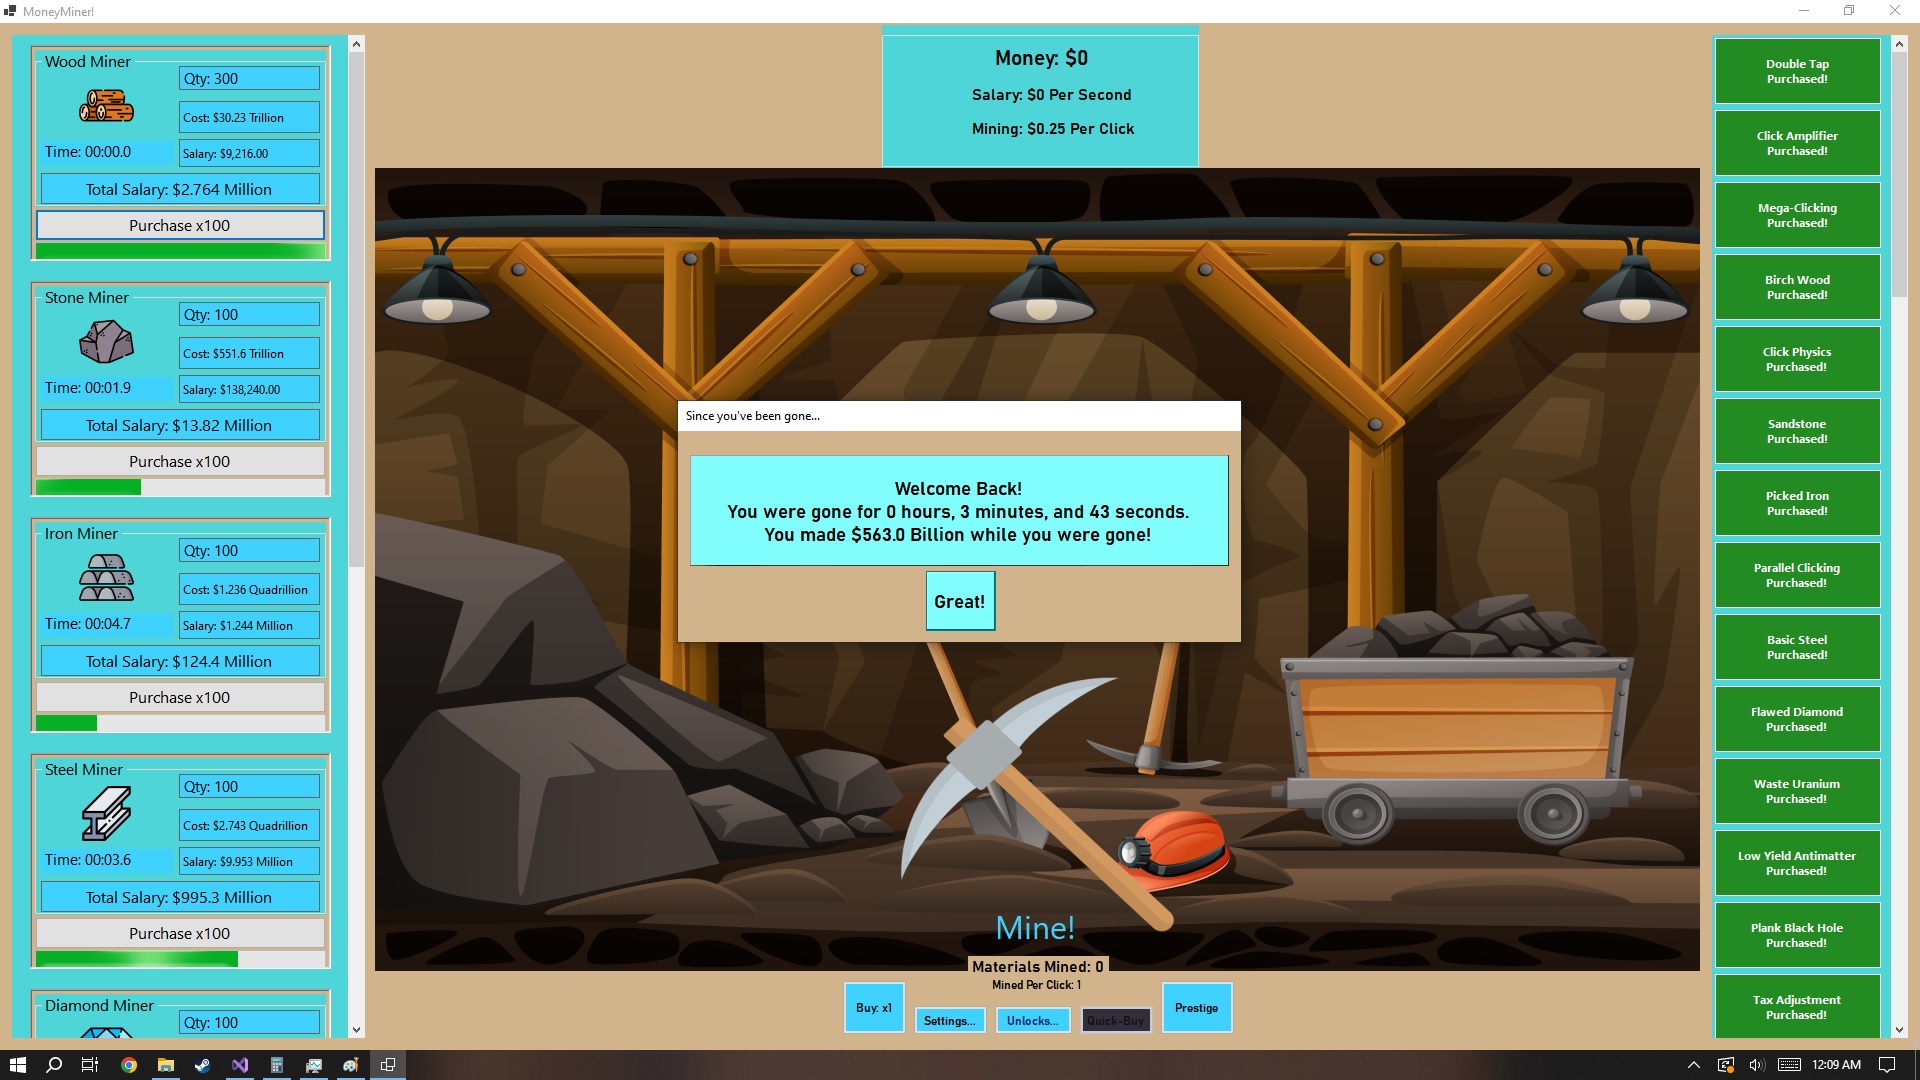 MoneyMiner!
Wood Miner
Qty: 300
Cost: $30.23 Trillion
Time: 00:00.0
Salary: $9,216.00
Total Salary: $2.764 Million
Purchase x100
Stone Miner
Qty: 100
Cost: $551.6 Trillion
Time: 00:01.9
Salary: $138,240.00
Total Salary: $13.82 Million
Purchase x100
Iron Miner
Qty: 100
Cost: $1.236 Quadrillion
Time: 00:04.7
Salary: $1.244 Million
Total Salary: $124.4 Million
Purchase x100
Steel Miner
Qty: 100
Cost: $2.743 Quadrillion
Time: 00:03.6
Salary: $9.953 Million
Total Salary: $995.3 Million
Purchase x100
Diamond Miner
Qty: 100
Money: $0
Salary: $0 Per Second
Mining: $0.25 Per Click
Since you've been gone...
Welcome Back!
You were gone for 0 hours, 3 minutes, and 43 seconds.
You made $563.0 Billion while you were gone!
Great!
Mine!
Materials Mined: 0
Mined Per Click: 1
Buy: x1
Settings...
Unlocks...
Quick-Buy
Prestige
Double Tap
Purchased!
Click Amplifier
Purchased!
Mega-Clicking
Purchased!
Birch Wood
Purchased!
Click Physics
Purchased!
Sandstone
Purchased!
Picked Iron
Purchased!
Parallel Clicking
Purchased!
Basic Steel
Purchased!
Flawed Diamond
Purchased!
Waste Uranium
Purchased!
Low Yield Antimatter
Purchased!
Plank Black Hole
Purchased!
Tax Adjustment
Purchased!
12:09 AM